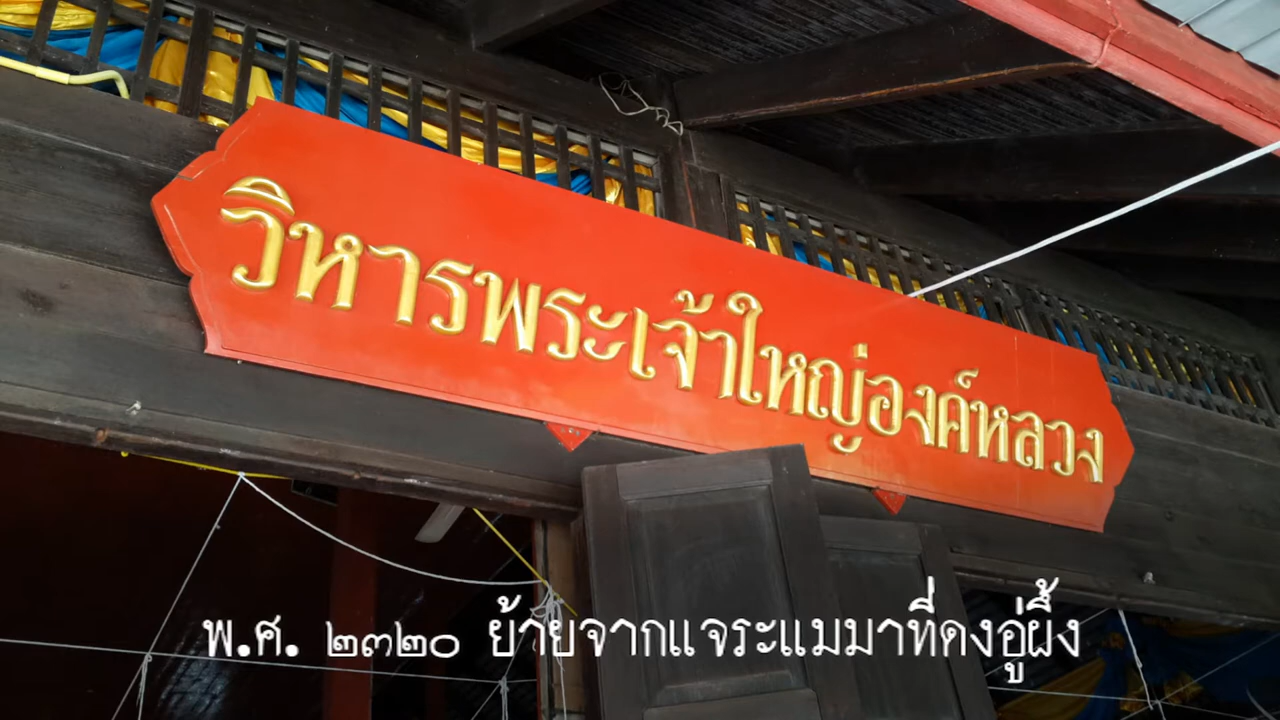 วิหารพระเจ้าใหญ่องค์หลวง
พ.ศ. ๒๓๒๐ ย้ายจากแจระแมมาที่ดงอู่ผึ้ง